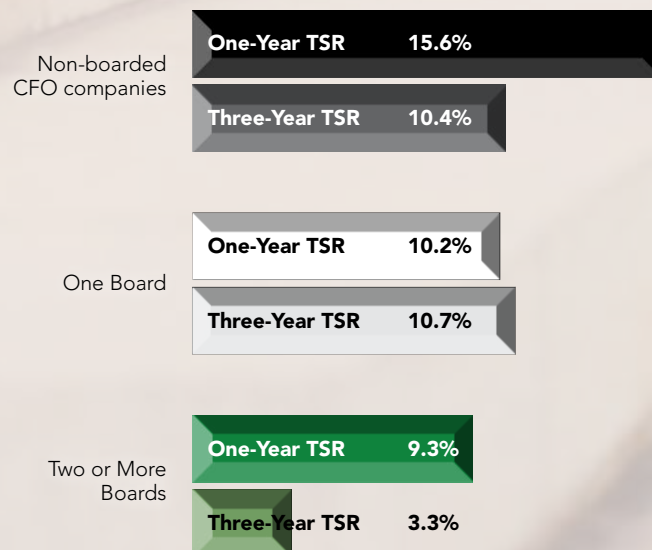 One-Year TSR 15.6%
Non-boarded
CFO companies
Three-Year TSR 10.4%
One-Year TSR 10.2%
One Board
Three-Year TSR 10.7%
One-Year TSR 9.3%
Two or More
Boards
Three-Year TSR 3.3%